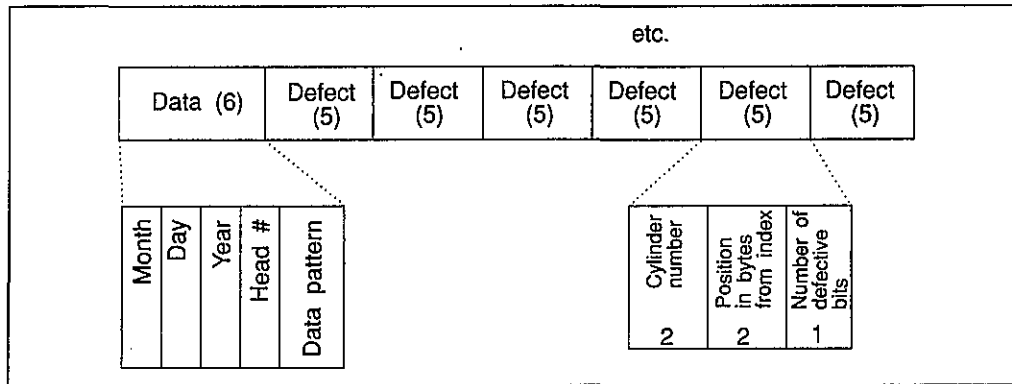 etc.
Data (6)
Defect
(5)
Defect
(5)
Defect
(5)
Defect
(5)
Defect
(5)
Defect
(5)
Month
Day
Year
Head #
Data pattern
Cylinder
number
2
Position
in bytes
from index
2
Number of
defective
bits
1